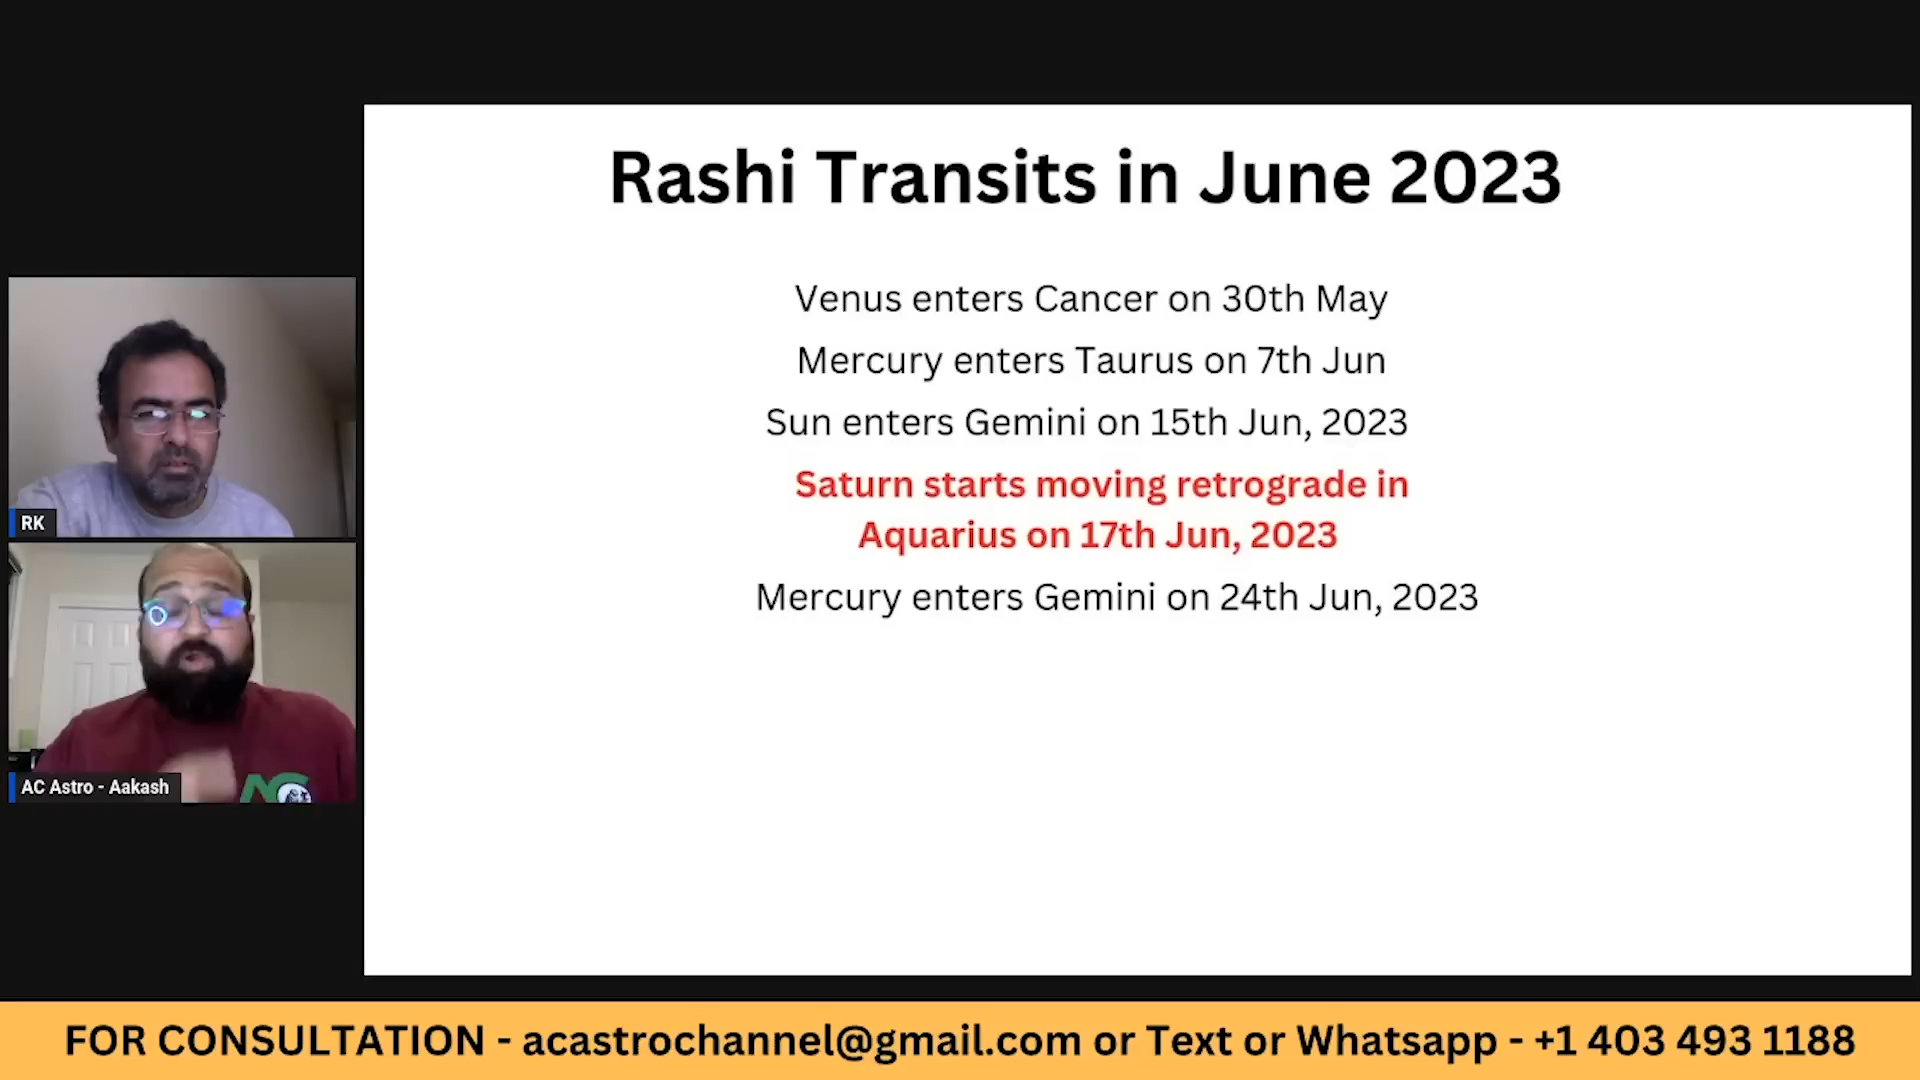 Rashi Transits in June 2023
Venus enters Cancer on 30th May
Mercury enters Taurus on 7th Jun
Sun enters Gemini on 15th Jun, 2023
Saturn starts moving retrograde in
Aquarius on 17th Jun, 2023
Mercury enters Gemini on 24th Jun, 2023
RK
AC Astro - Aakash
AC
FOR CONSULTATION - acastrochannel@gmail.com or Text or Whatsapp - +1 403 493 1188